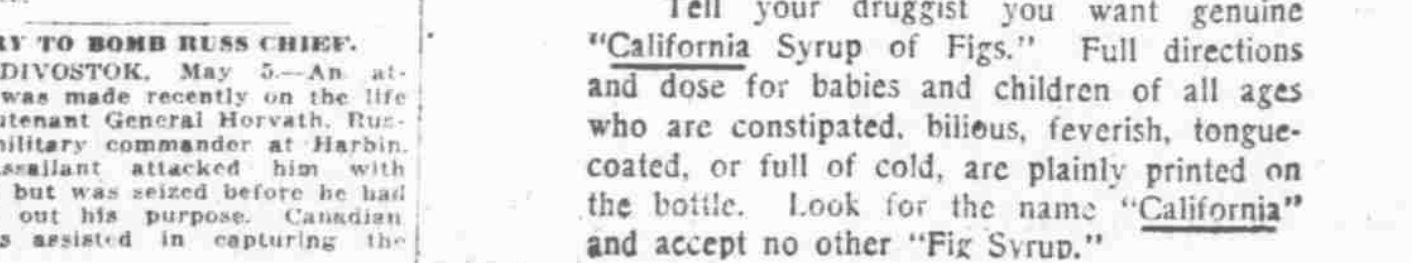 RY TO BOMB RUSS CHIEF.
DIVOSTOK, May 5.—An at-
was made recently on the life
utenant General Horvath, Rus-
military commander at Harbin.
ssailant attacked him with
but was seized before he had
out his purpose. Canadian
s assisted in capturing the
Tell your druggist you want genuine
"California Syrup of Figs." Full directions
and dose for babies and children of all ages
who are constipated, bilious, feverish, tongue-
coated, or full of cold, are plainly printed on
the bottle. Look for the name "California"
and accept no other "Fig Syrup."